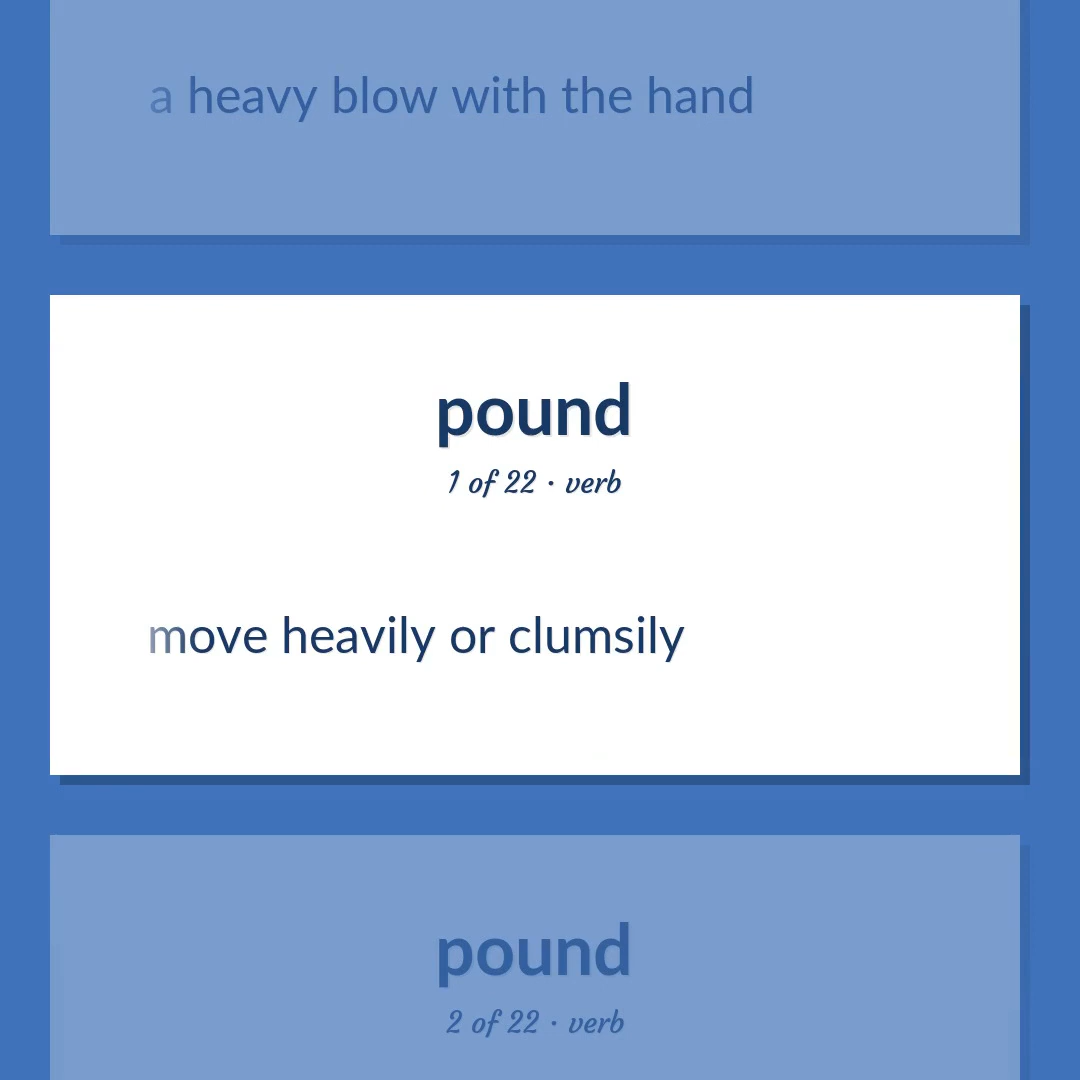 a heavy blow with the hand
pound
1 of 22 · verb
move heavily or clumsily
pound
2 of 22 · verb